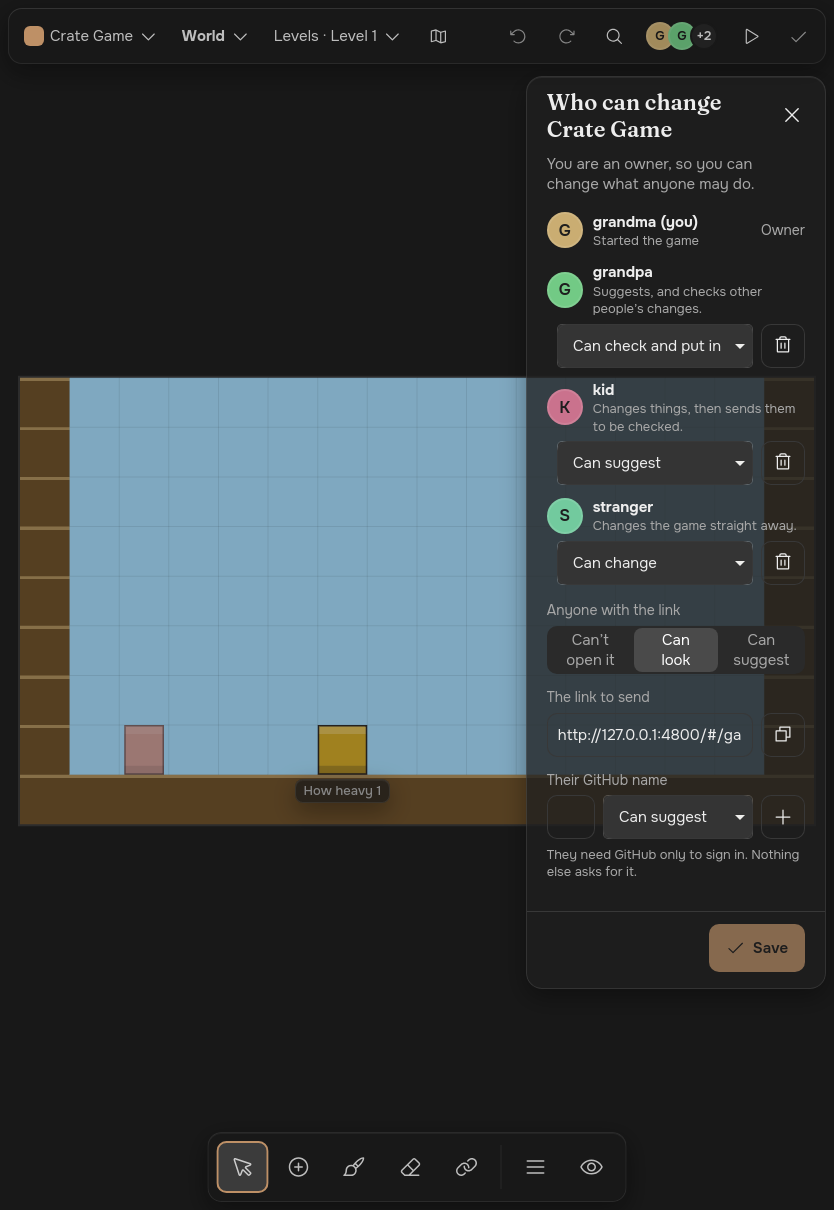 Crate Game
World
Levels · Level 1
G
G
+2
Who can change
Crate Game
You are an owner, so you can
change what anyone may do.
G
grandma (you)
Started the game
Owner
G
grandpa
Suggests, and checks other
people's changes.
Can check and put in
K
kid
Changes things, then sends them
to be checked.
Can suggest
S
stranger
Changes the game straight away.
Can change
Anyone with the link
Can't
open it
Can
look
Can
suggest
The link to send
http://127.0.0.1:4800/#/ga
Their GitHub name
Can suggest
They need GitHub only to sign in. Nothing
else asks for it.
Save
How heavy 1